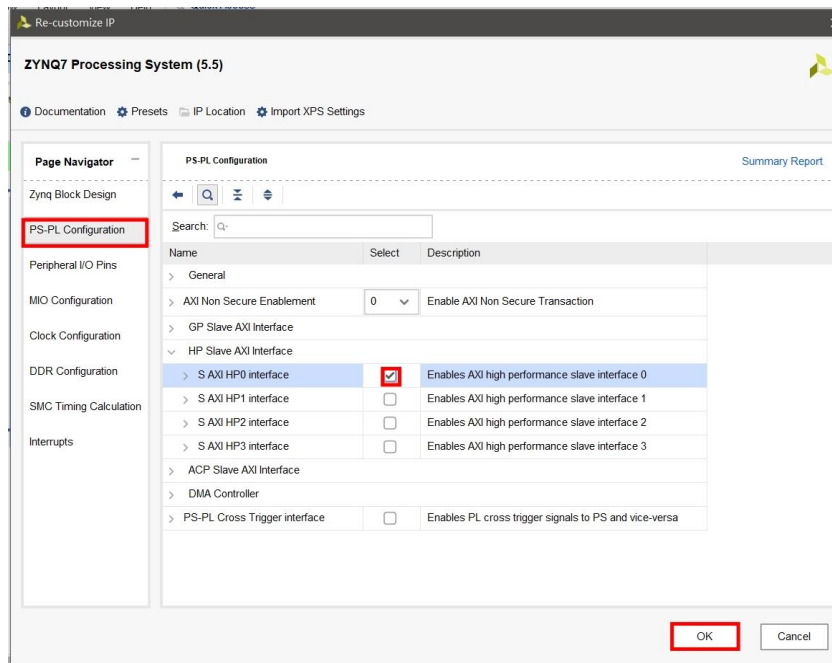 Re-customize IP
ZYNQ7 Processing System (5.5)
Documentation Presets IP Location Import XPS Settings
Page Navigator
Zynq Block Design
PS-PL Configuration
Peripheral I/O Pins
MIO Configuration
Clock Configuration
DDR Configuration
SMC Timing Calculation
Interrupts
PS-PL Configuration Summary Report
Search:
Name Select Description
General
AXI Non Secure Enablement 0 Enable AXI Non Secure Transaction
GP Slave AXI Interface
HP Slave AXI Interface
S AXI HP0 interface Enables AXI high performance slave interface 0
S AXI HP1 interface Enables AXI high performance slave interface 1
S AXI HP2 interface Enables AXI high performance slave interface 2
S AXI HP3 interface Enables AXI high performance slave interface 3
ACP Slave AXI Interface
DMA Controller
PS-PL Cross Trigger interface Enables PL cross trigger signals to PS and vice-versa
OK Cancel